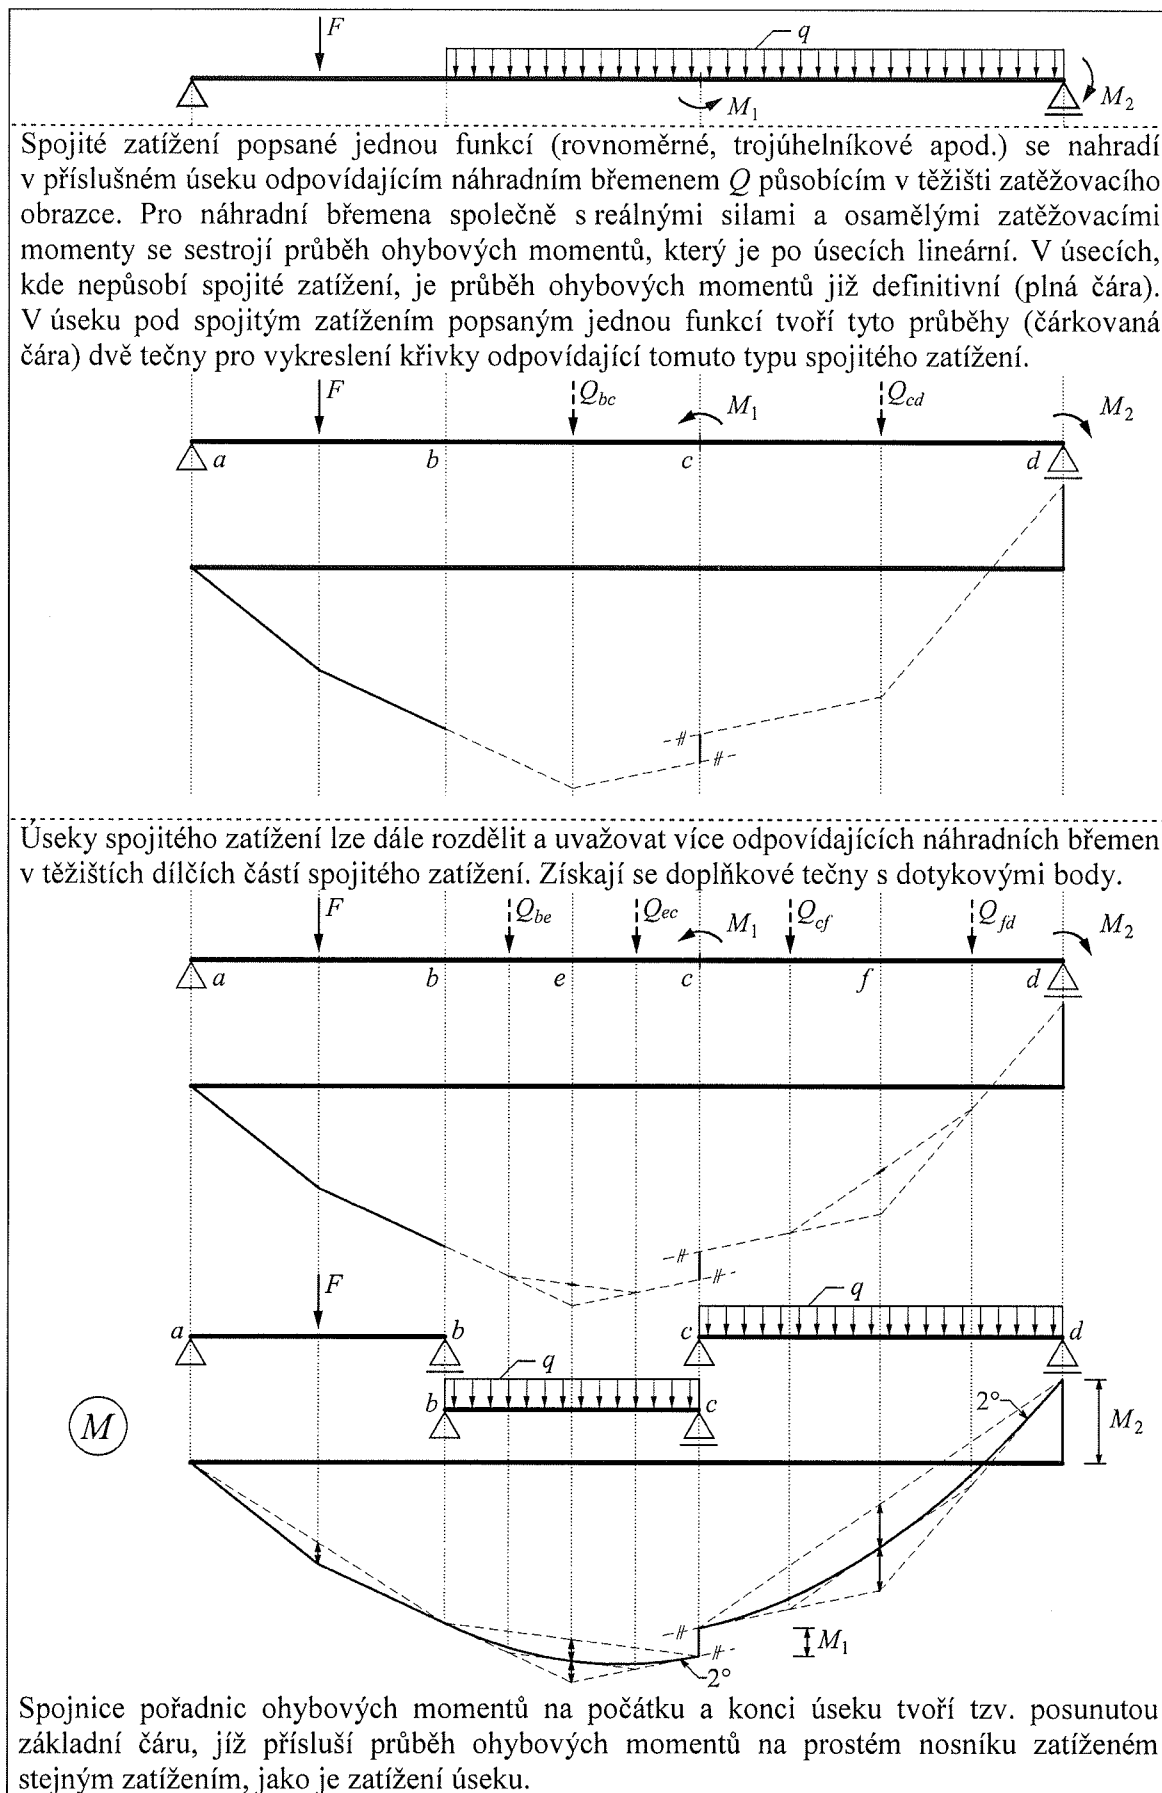 F
q
M₁
M₂
Spojité zatížení popsané jednou funkcí (rovnoměrné, trojúhelníkové apod.) se nahradí
v příslušném úseku odpovídajícím náhradním břemenem Q působícím v těžišti zatěžovacího
obrazce. Pro náhradní břemena společně s reálnými silami a osamělými zatěžovacími
momenty se sestrojí průběh ohybových momentů, který je po úsecích lineární. V úsecích,
kde nepůsobí spojité zatížení, je průběh ohybových momentů již definitivní (plná čára).
V úseku pod spojitým zatížením popsaným jednou funkcí tvoří tyto průběhy (čárkovaná
čára) dvě tečny pro vykreslení křivky odpovídající tomuto typu spojitého zatížení.
F Q_bc M₁ Q_cd M₂
a b c d
Úseky spojitého zatížení lze dále rozdělit a uvažovat více odpovídajících náhradních břemen
v těžištích dílčích částí spojitého zatížení. Získají se doplňkové tečny s dotykovými body.
F Q_be Q_ec M₁ Q_cf Q_fd M₂
a b e c f d
F q
a b c d
q
b c
M
2° M₂
M₁
2°
Spojnice pořadnic ohybových momentů na počátku a konci úseku tvoří tzv. posunutou
základní čáru, jíž přísluší průběh ohybových momentů na prostém nosníku zatíženém
stejným zatížením, jako je zatížení úseku.